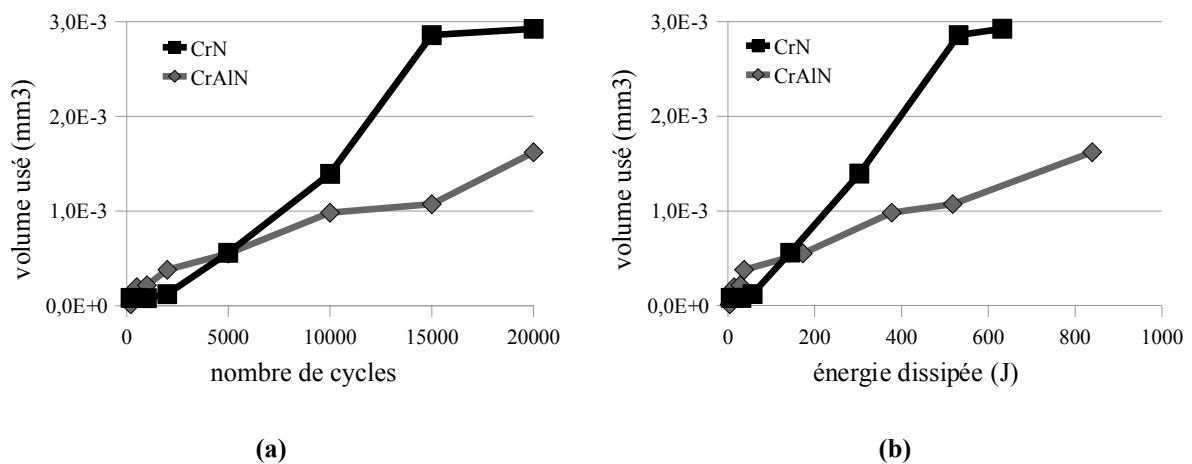 3,0E-3
CrN
CrAlN
2,0E-3
1,0E-3
0,0E+0
0 5000 10000 15000 20000
volume usé (mm3)
nombre de cycles
(a)
3,0E-3
CrN
CrAlN
2,0E-3
1,0E-3
0,0E+0
0 200 400 600 800 1000
volume usé (mm3)
énergie dissipée (J)
(b)